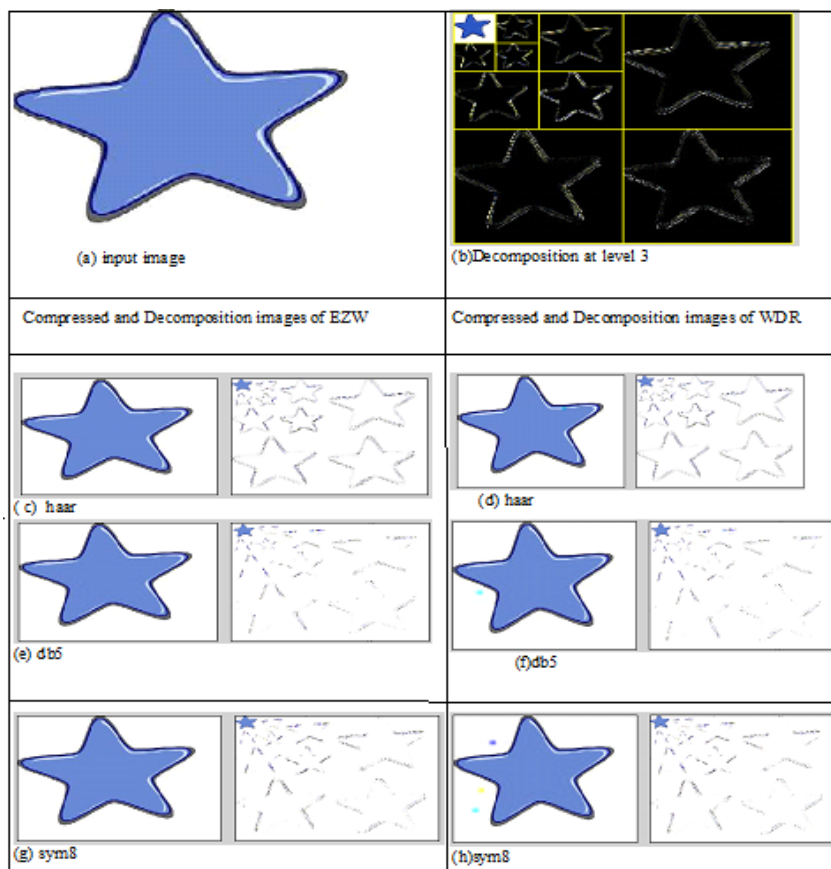 (a) input image
(b)Decomposition at level 3
Compressed and Decomposition images of EZW
Compressed and Decomposition images of WDR
( c) haar
(d) haar
(e) db5
(f)db5
(g) sym8
(h)sym8